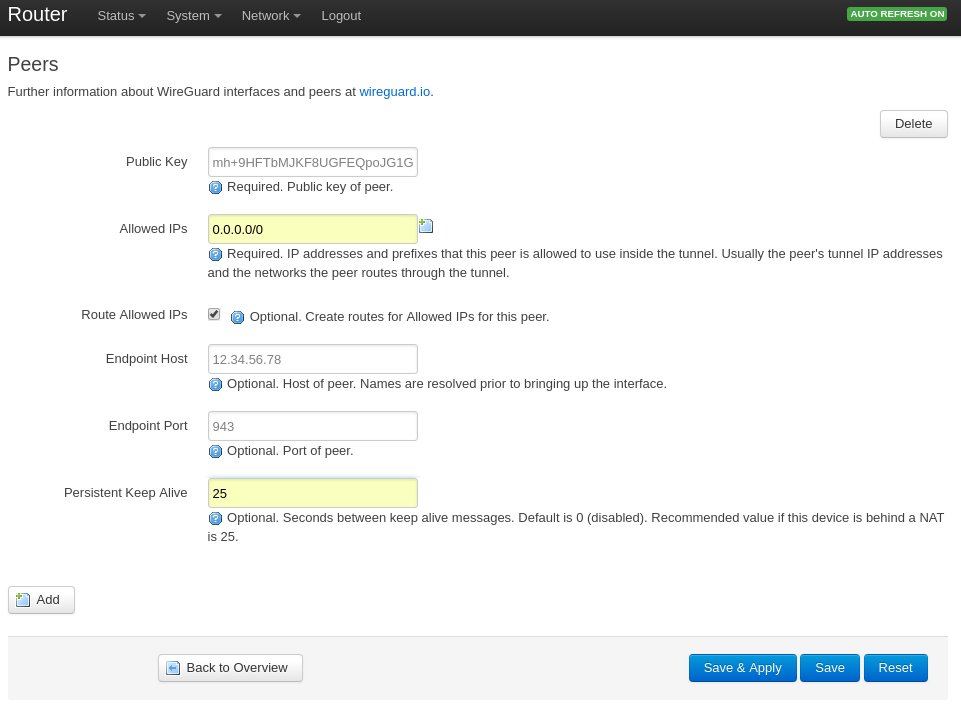 Router Status System Network Logout AUTO REFRESH ON
Peers
Further information about WireGuard interfaces and peers at wireguard.io.
Delete
Public Key mh+9HFTbMJKF8UGFEQpoJG1G
Required. Public key of peer.
Allowed IPs 0.0.0.0/0
Required. IP addresses and prefixes that this peer is allowed to use inside the tunnel. Usually the peer's tunnel IP addresses
and the networks the peer routes through the tunnel.
Route Allowed IPs Optional. Create routes for Allowed IPs for this peer.
Endpoint Host 12.34.56.78
Optional. Host of peer. Names are resolved prior to bringing up the interface.
Endpoint Port 943
Optional. Port of peer.
Persistent Keep Alive 25
Optional. Seconds between keep alive messages. Default is 0 (disabled). Recommended value if this device is behind a NAT
is 25.
Add
Back to Overview Save & Apply Save Reset